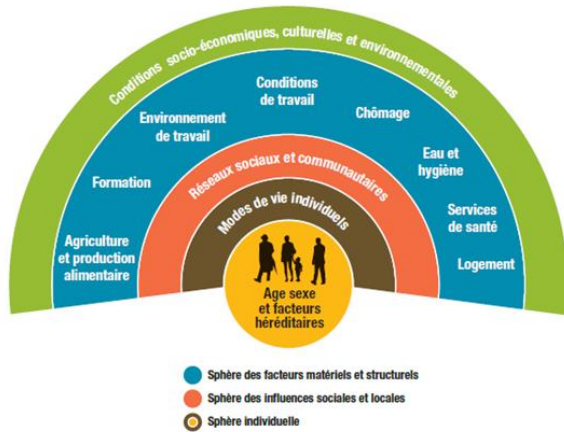 Conditions socio-économiques, culturelles et environnementales
Conditions
de travail
Environnement
de travail
Chômage
Formation
Eau et
hygiène
Agriculture
et production
alimentaire
Services
de santé
Logement
Réseaux sociaux et communautaires
Modes de vie individuels
Age sexe
et facteurs
héréditaires
Sphère des facteurs matériels et structurels
Sphère des influences sociales et locales
Sphère individuelle